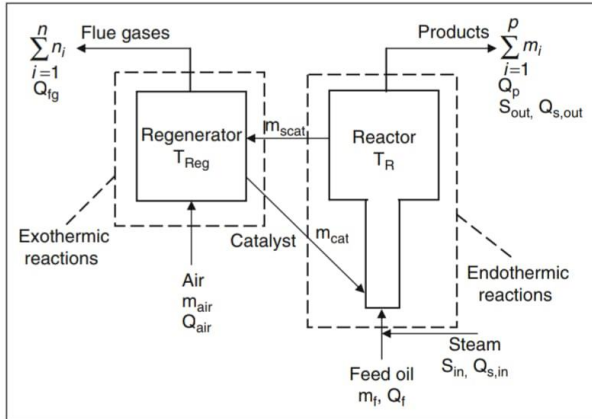 Flue gases
n
∑ nᵢ
i=1
Q_fg
Products
p
∑ mᵢ
i=1
Q_p
S_out, Q_s,out
Regenerator
T_Reg
m_scat
Reactor
T_R
Exothermic
reactions
Catalyst
m_cat
Endothermic
reactions
Air
m_air
Q_air
Steam
S_in, Q_s,in
Feed oil
m_f, Q_f